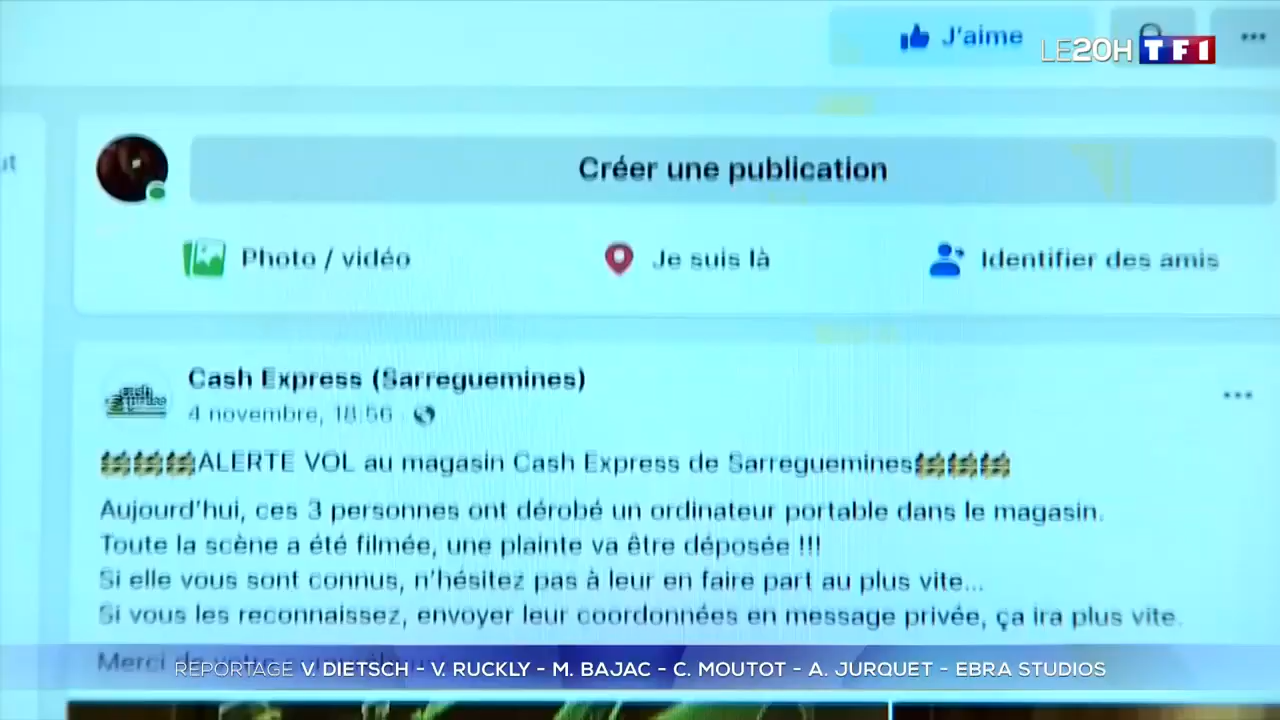 J'aime
LE20H TF1
Créer une publication
Photo / vidéo
Je suis là
Identifier des amis
Cash Express (Sarreguemines)
4 novembre, 18:56
ALERTE VOL au magasin Cash Express de Sarreguemines
Aujourd'hui, ces 3 personnes ont dérobé un ordinateur portable dans le magasin.
Toute la scène a été filmée, une plainte va être déposée !!!
Si elle vous sont connus, n'hésitez pas à leur en faire part au plus vite...
Si vous les reconnaissez, envoyer leur coordonnées en message privée, ça ira plus vite.
Merci de votre
REPORTAGE V. DIETSCH - V. RUCKLY - M. BAJAC - C. MOUTOT - A. JURQUET - EBRA STUDIOS